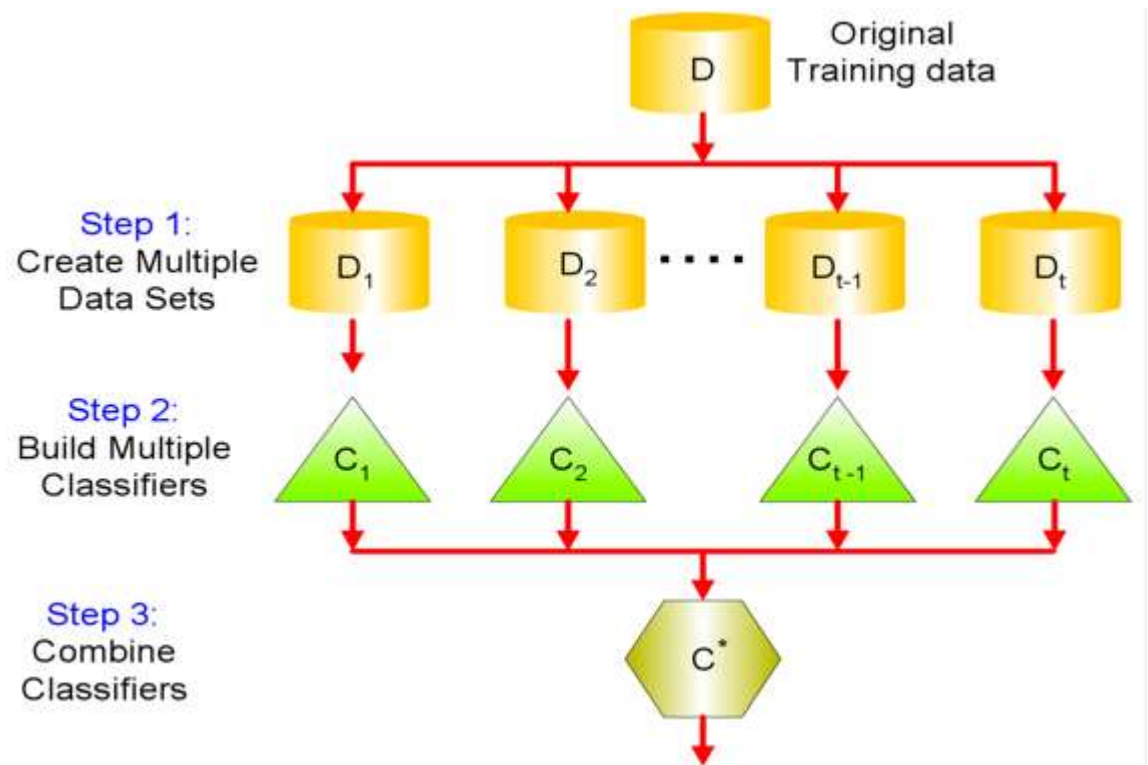 D
Original
Training data
Step 1:
Create Multiple
Data Sets
D1
D2
....
Dt-1
Dt
Step 2:
Build Multiple
Classifiers
C1
C2
Ct-1
Ct
Step 3:
Combine
Classifiers
C*